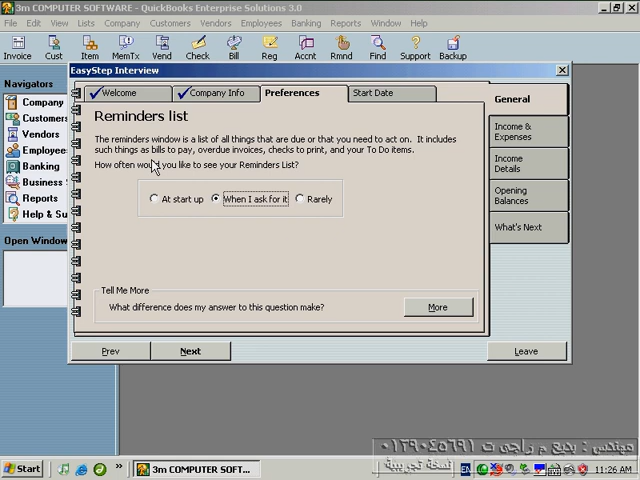 3m COMPUTER SOFTWARE - QuickBooks Enterprise Solutions 3.0
File Edit View Lists Company Customers Vendors Employees Banking Reports Window Help
Invoice Cust Item MemTx Vend Check Bill Reg Accnt Rmnd Find Support Backup
EasyStep Interview
Navigators
Company
Customers
Vendors
Employees
Banking
Business S
Reports
Help & Su
Open Window
Welcome Company Info Preferences Start Date
General
Income & Expenses
Income Details
Opening Balances
What's Next
Reminders list
The reminders window is a list of all things that are due or that you need to act on. It includes
such things as bills to pay, overdue invoices, checks to print, and your To Do items.
How often would you like to see your Reminders List?
At start up When I ask for it Rarely
Tell Me More
What difference does my answer to this question make? More
Prev Next Leave
مهندس : بديع م راجى ت ٠١٢٩٠٤٥٦٩١
نسخة تجريبية
Start 3m COMPUTER SOFT... EN 11:26 AM